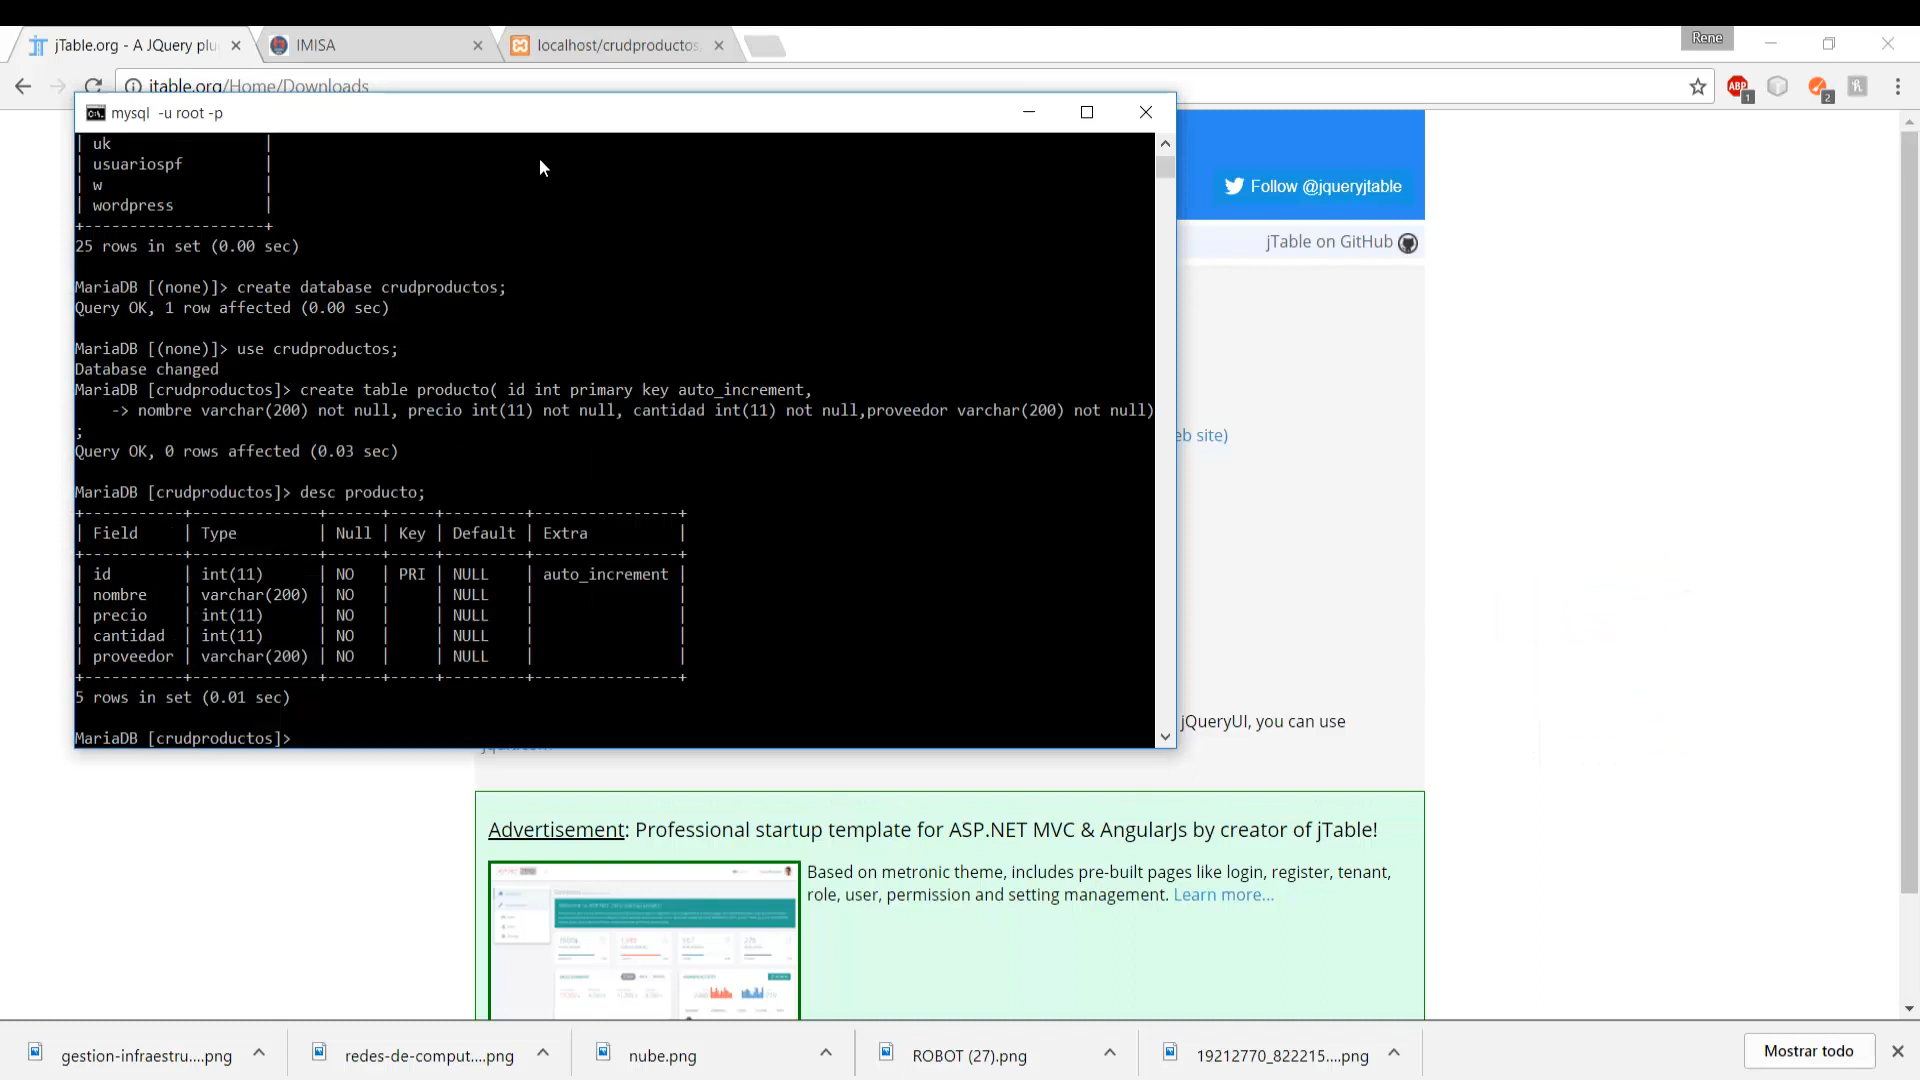 jTable.org - A JQuery plu
IMISA
localhost/crudproductos
Rene
jtable.org/Home/Downloads
ABP
1
2
mysql -u root -p
| uk |
| usuariospf |
| w |
| wordpress |
+--------------------+
25 rows in set (0.00 sec)
MariaDB [(none)]> create database crudproductos;
Query OK, 1 row affected (0.00 sec)
MariaDB [(none)]> use crudproductos;
Database changed
MariaDB [crudproductos]> create table producto( id int primary key auto_increment,
-> nombre varchar(200) not null, precio int(11) not null, cantidad int(11) not null,proveedor varchar(200) not null)
;
Query OK, 0 rows affected (0.03 sec)
MariaDB [crudproductos]> desc producto;
+-----------+--------------+------+-----+---------+----------------+
| Field | Type | Null | Key | Default | Extra |
+-----------+--------------+------+-----+---------+----------------+
| id | int(11) | NO | PRI | NULL | auto_increment |
| nombre | varchar(200) | NO | | NULL | |
| precio | int(11) | NO | | NULL | |
| cantidad | int(11) | NO | | NULL | |
| proveedor | varchar(200) | NO | | NULL | |
+-----------+--------------+------+-----+---------+----------------+
5 rows in set (0.01 sec)
MariaDB [crudproductos]>
Follow @jqueryjtable
jTable on GitHub
eb site)
jQueryUI, you can use
Advertisement: Professional startup template for ASP.NET MVC & AngularJs by creator of jTable!
Based on metronic theme, includes pre-built pages like login, register, tenant,
role, user, permission and setting management. Learn more...
gestion-infraestru....png
redes-de-comput....png
nube.png
ROBOT (27).png
19212770_822215....png
Mostrar todo